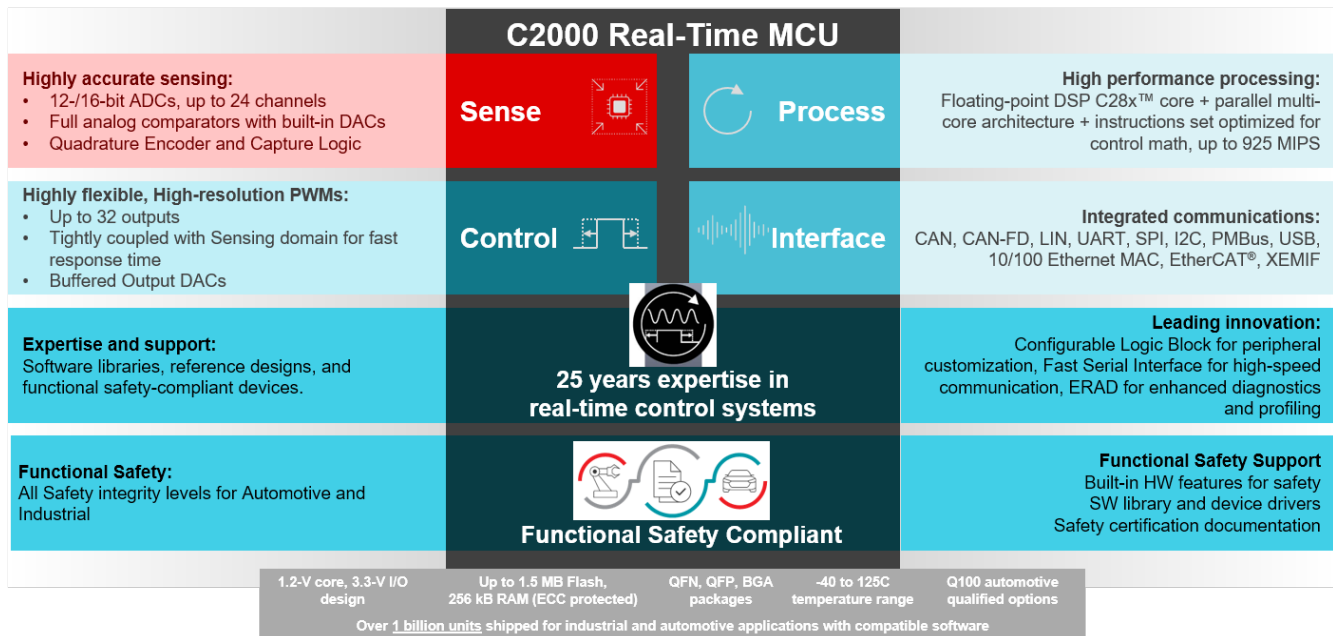 C2000 Real-Time MCU
Highly accurate sensing:
• 12-/16-bit ADCs, up to 24 channels
• Full analog comparators with built-in DACs
• Quadrature Encoder and Capture Logic
Sense
Process
High performance processing:
Floating-point DSP C28x™ core + parallel multi-
core architecture + instructions set optimized for
control math, up to 925 MIPS
Highly flexible, High-resolution PWMs:
• Up to 32 outputs
• Tightly coupled with Sensing domain for fast
response time
• Buffered Output DACs
Control
Interface
Integrated communications:
CAN, CAN-FD, LIN, UART, SPI, I2C, PMBus, USB,
10/100 Ethernet MAC, EtherCAT®, XEMIF
Expertise and support:
Software libraries, reference designs, and
functional safety-compliant devices.
25 years expertise in
real-time control systems
Leading innovation:
Configurable Logic Block for peripheral
customization, Fast Serial Interface for high-speed
communication, ERAD for enhanced diagnostics
and profiling
Functional Safety:
All Safety integrity levels for Automotive and
Industrial
Functional Safety Compliant
Functional Safety Support
Built-in HW features for safety
SW library and device drivers
Safety certification documentation
1.2-V core, 3.3-V I/O
design
Up to 1.5 MB Flash,
256 kB RAM (ECC protected)
QFN, QFP, BGA
packages
-40 to 125C
temperature range
Q100 automotive
qualified options
Over 1 billion units shipped for industrial and automotive applications with compatible software